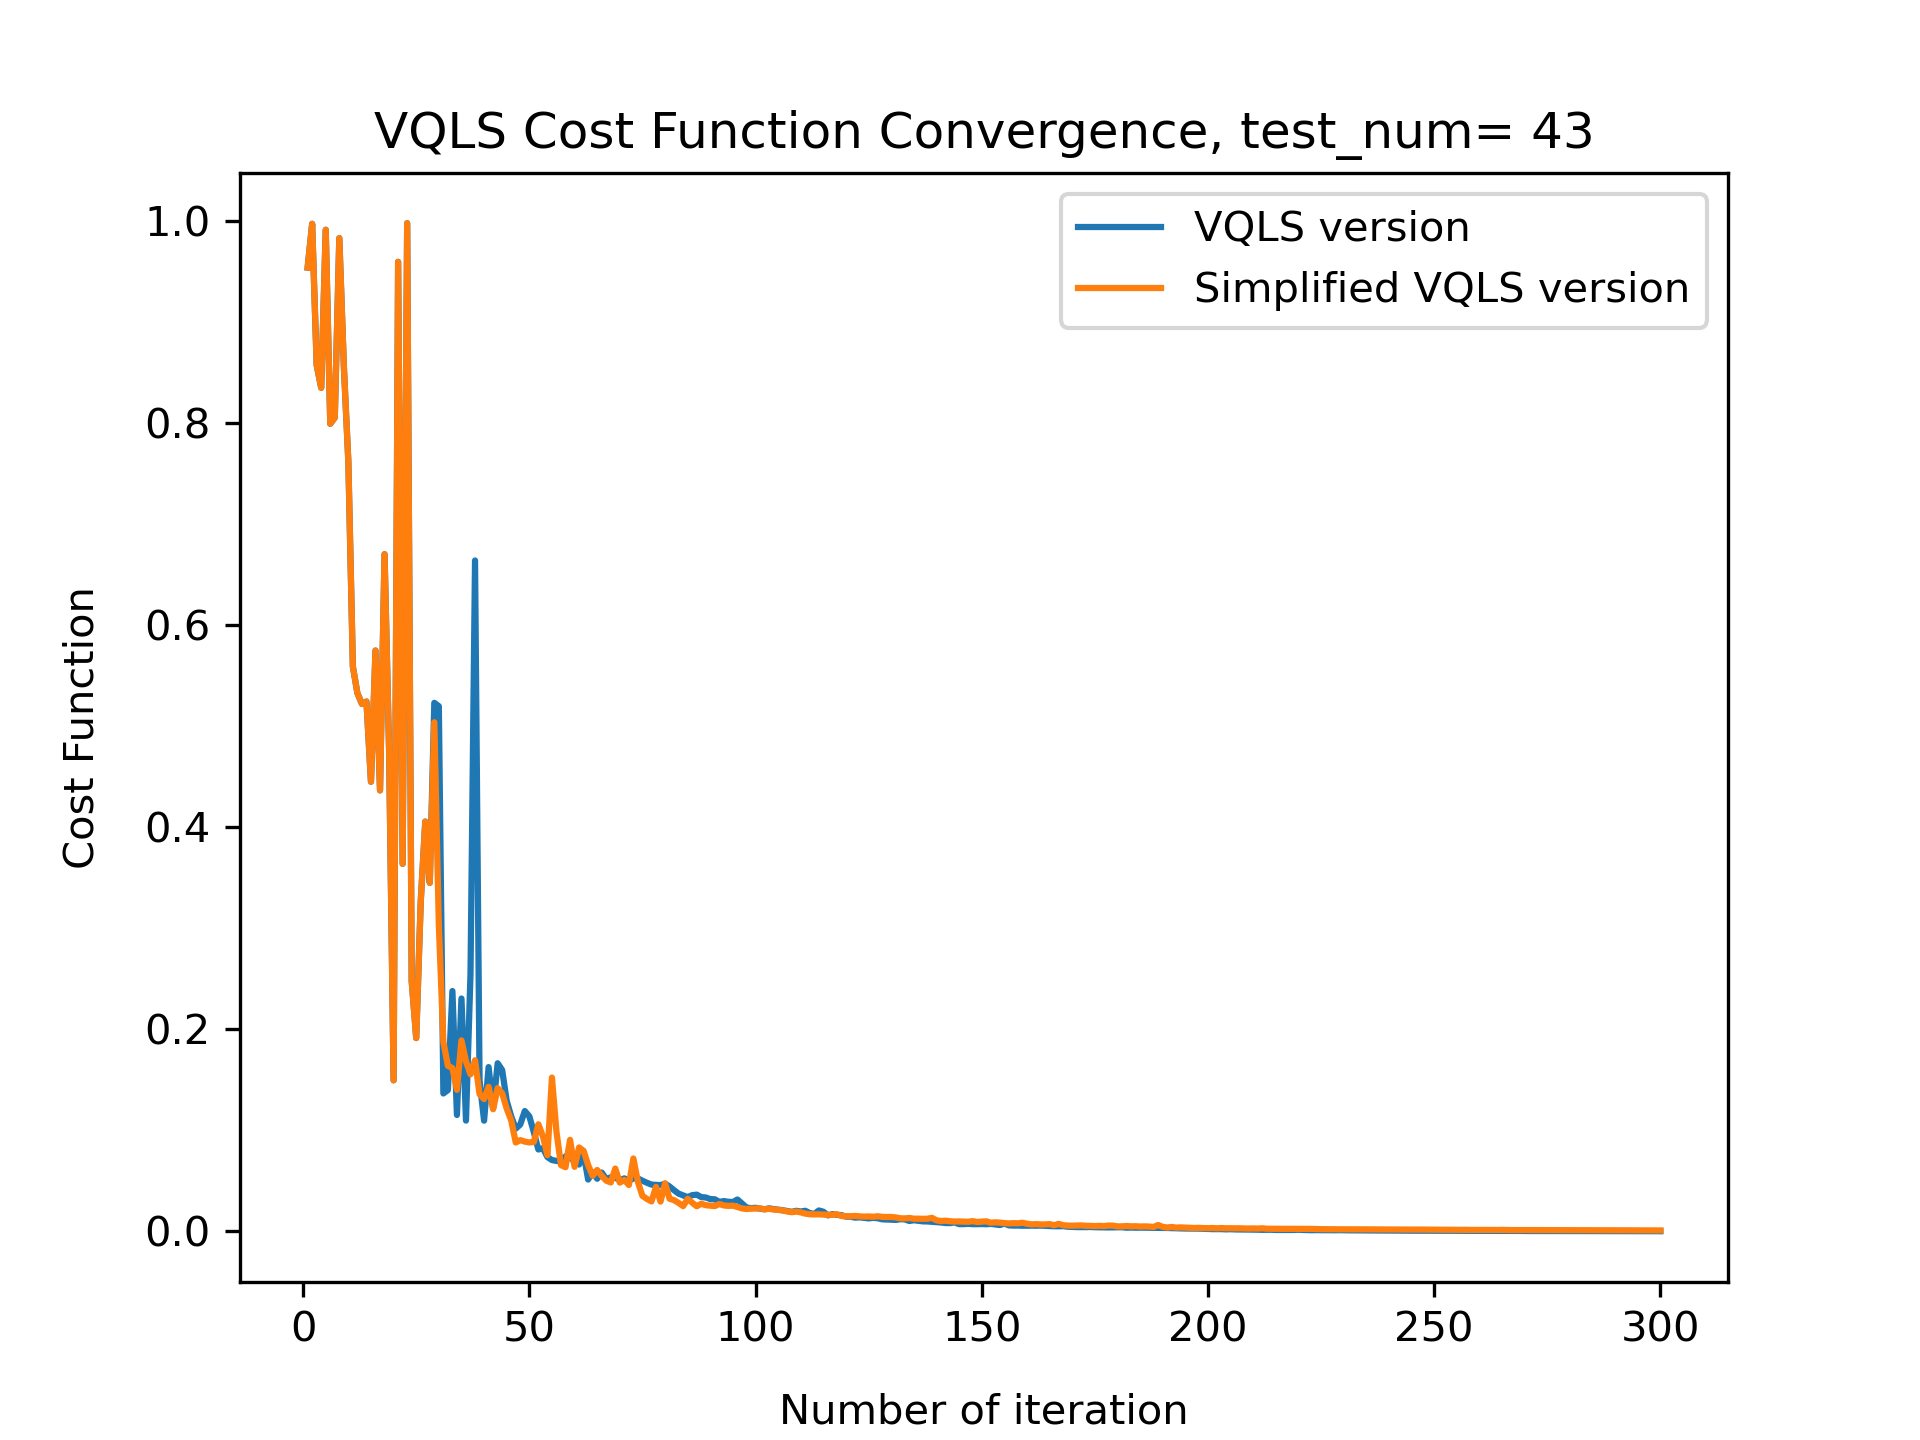 VQLS Cost Function Convergence, test_num= 43
VQLS version
Simplified VQLS version
1.0
0.8
0.6
0.4
0.2
0.0
Cost Function
0 50 100 150 200 250 300
Number of iteration